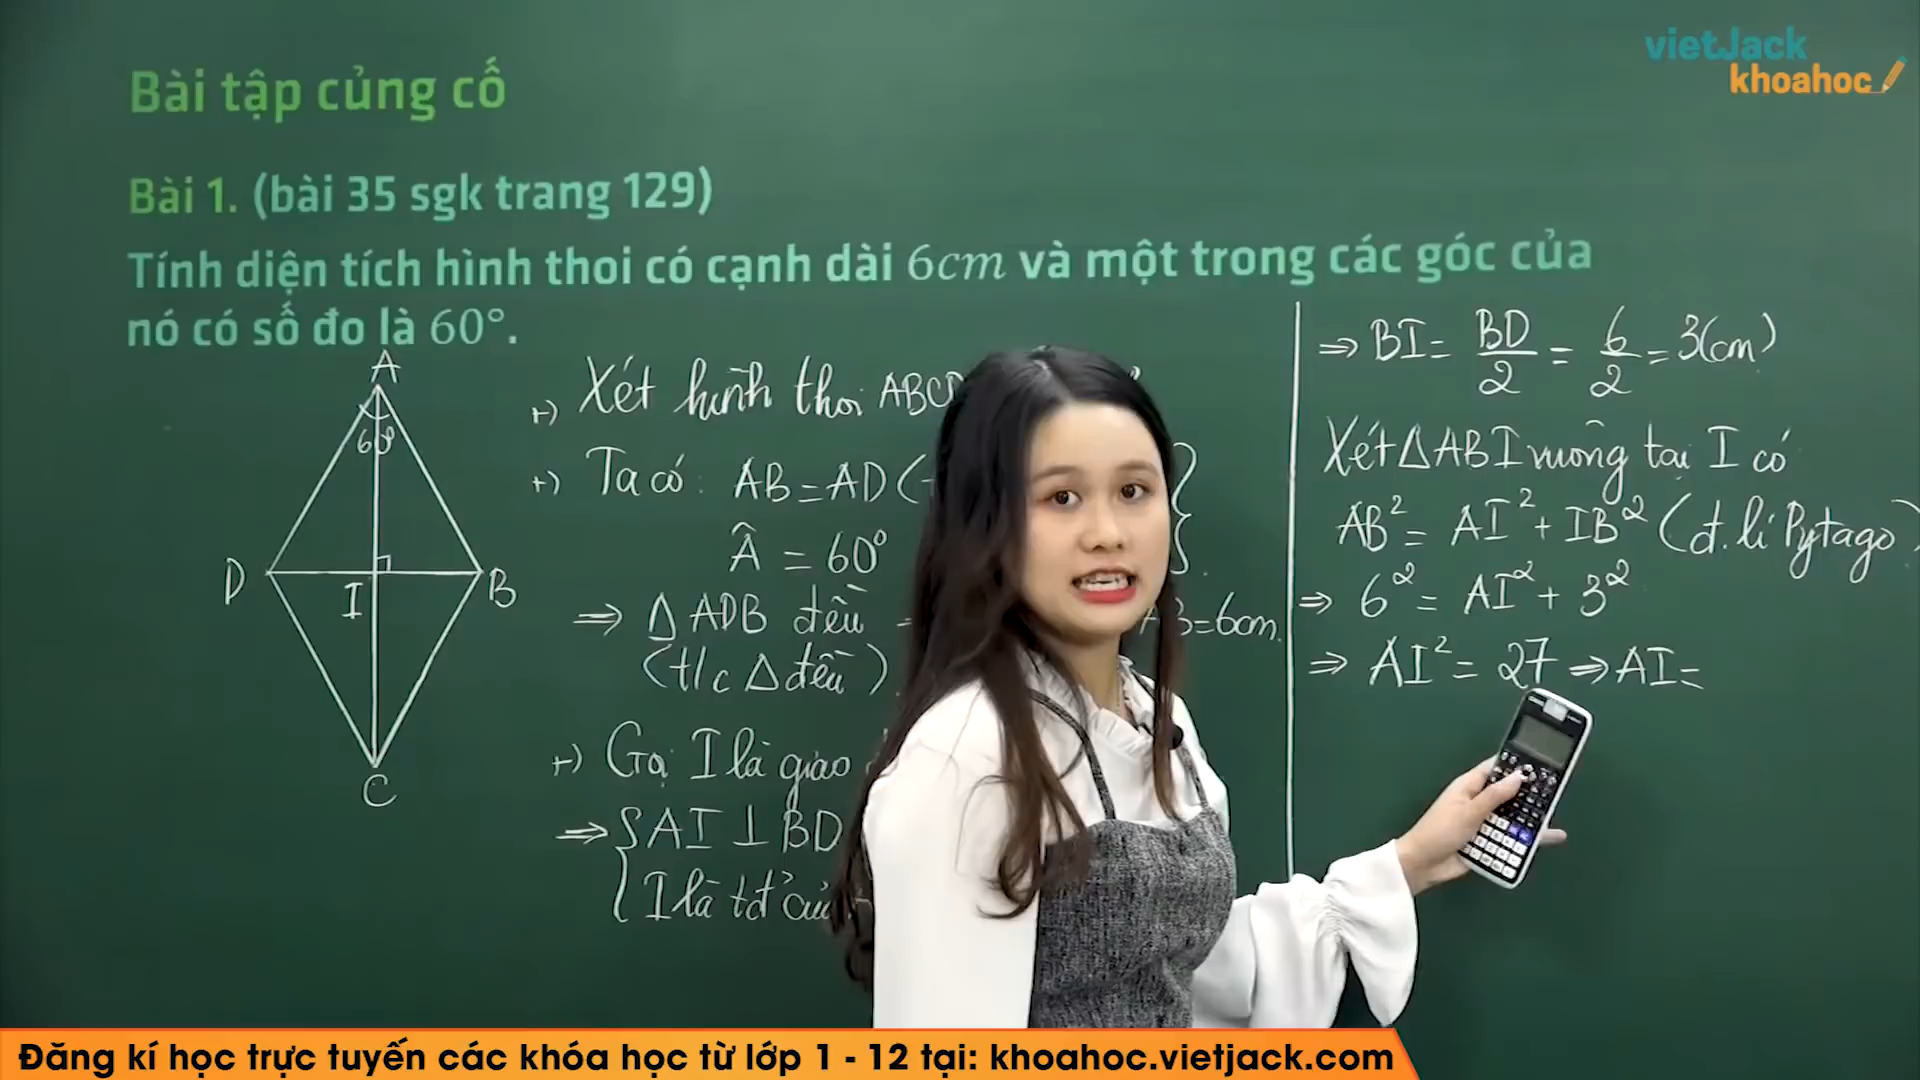 vietJack
khoahoc
Bài tập củng cố
Bài 1. (bài 35 sgk trang 129)
Tính diện tích hình thoi có cạnh dài 6cm và một trong các góc của
nó có số đo là 60°.
A
60°
D
I
B
C
+) Xét hình thoi ABCD
+) Ta có: AB = AD (
Â = 60°
⇒ Δ ADB đều
=6cm.
(t/c Δ đều)
+) Gọi I là giao
⇒ { AI ⊥ BD
I là tđ của
⇒ BI = BD/2 = 6/2 = 3(cm)
Xét Δ ABI vuông tại I có
AB² = AI² + IB² (đ. lí Pytago)
⇒ 6² = AI² + 3²
⇒ AI² = 27 ⇒ AI =
Đăng kí học trực tuyến các khóa học từ lớp 1 - 12 tại: khoahoc.vietjack.com